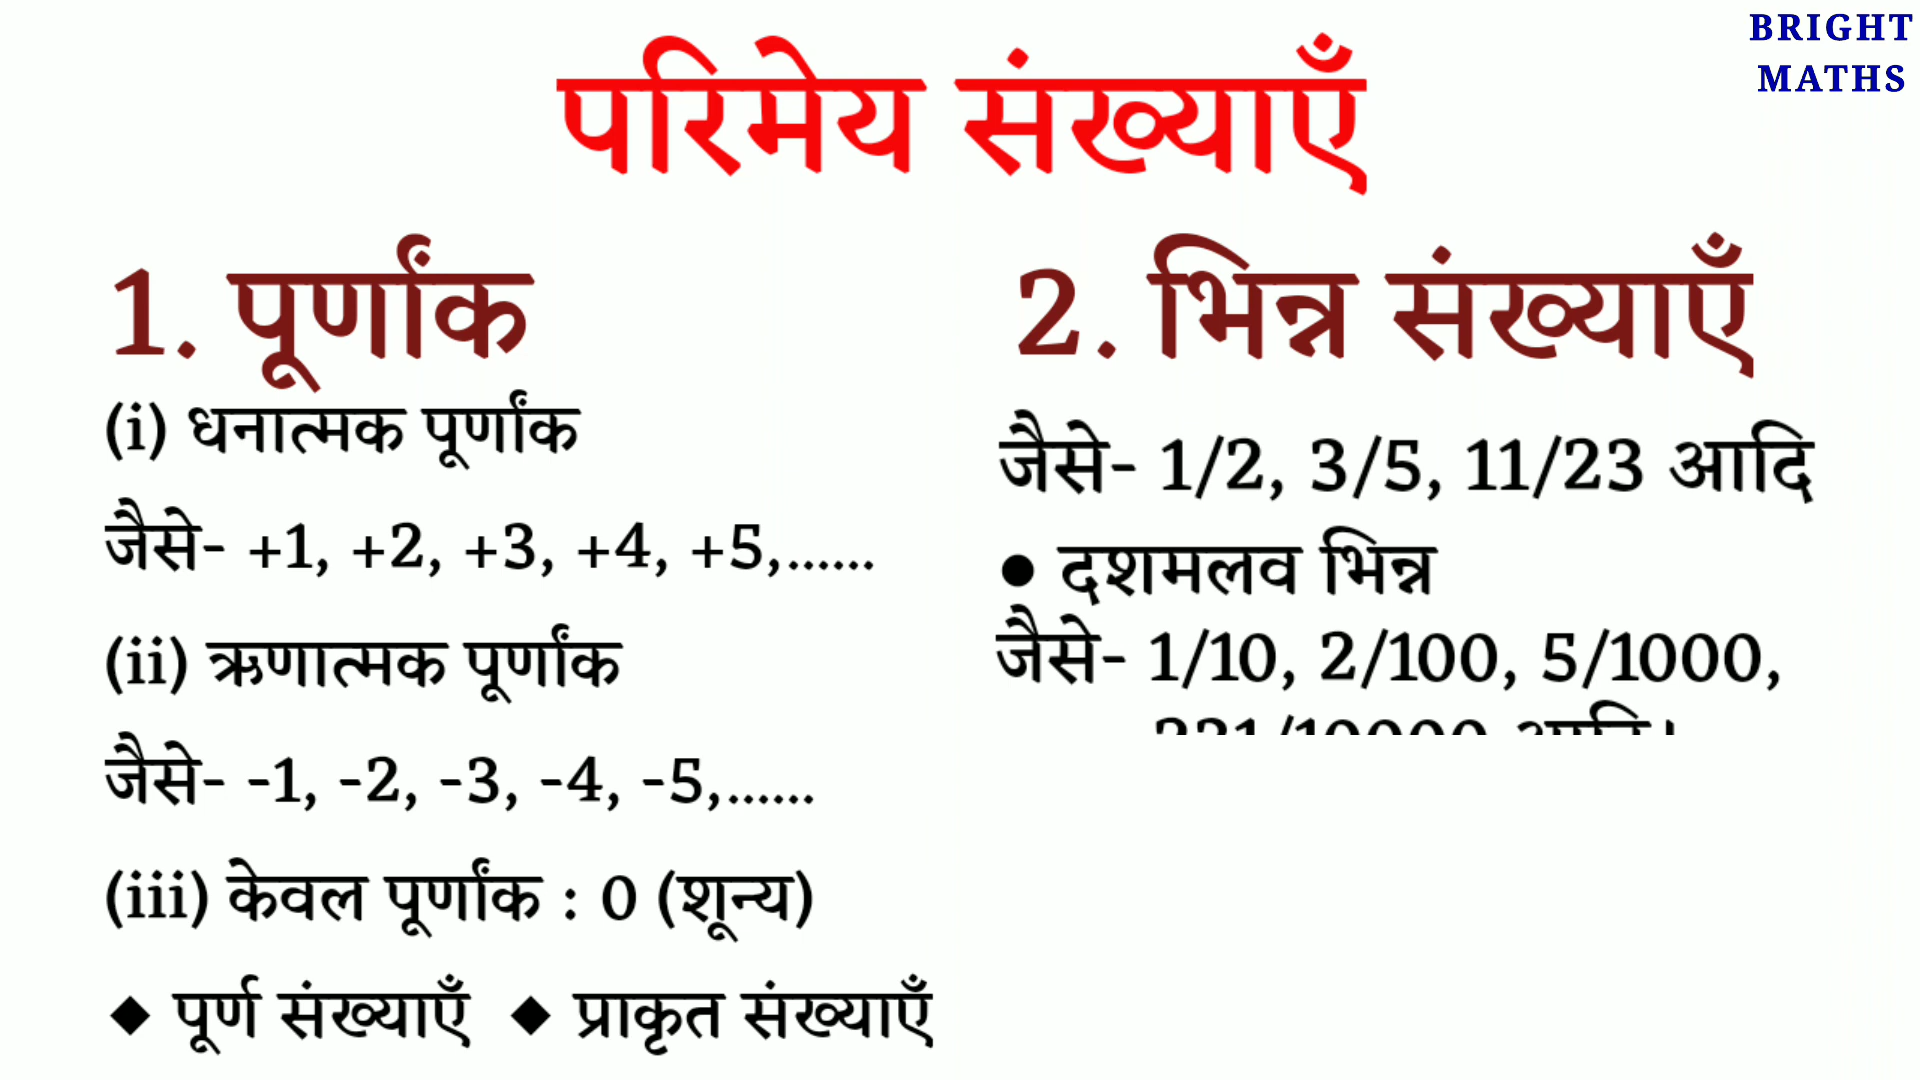 BRIGHT
MATHS
परिमेय संख्याएँ
1. पूर्णांक
(i) धनात्मक पूर्णांक
जैसे- +1, +2, +3, +4, +5,......
(ii) ऋणात्मक पूर्णांक
जैसे- -1, -2, -3, -4, -5,......
(iii) केवल पूर्णांक : 0 (शून्य)
◆ पूर्ण संख्याएँ ◆ प्राकृत संख्याएँ
2. भिन्न संख्याएँ
जैसे- 1/2, 3/5, 11/23 आदि
● दशमलव भिन्न
जैसे- 1/10, 2/100, 5/1000,